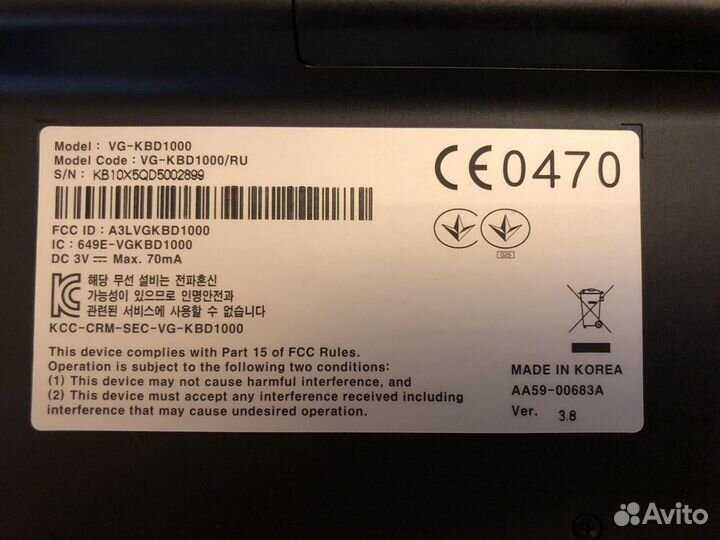 Model : VG-KBD1000
Model Code : VG-KBD1000/RU
S/N : KB10X5QD5002899
CE0470
FCC ID : A3LVGKBD1000
IC : 649E-VGKBD1000
DC 3V ⎓ Max. 70mA
025
해당 무선 설비는 전파혼신
가능성이 있으므로 인명안전과
관련된 서비스에 사용할 수 없습니다
KCC-CRM-SEC-VG-KBD1000
This device complies with Part 15 of FCC Rules.
Operation is subject to the following two conditions:
(1) This device may not cause harmful interference, and
(2) This device must accept any interference received including
interference that may cause undesired operation.
MADE IN KOREA
AA59-00683A
Ver. 3.8
Avito